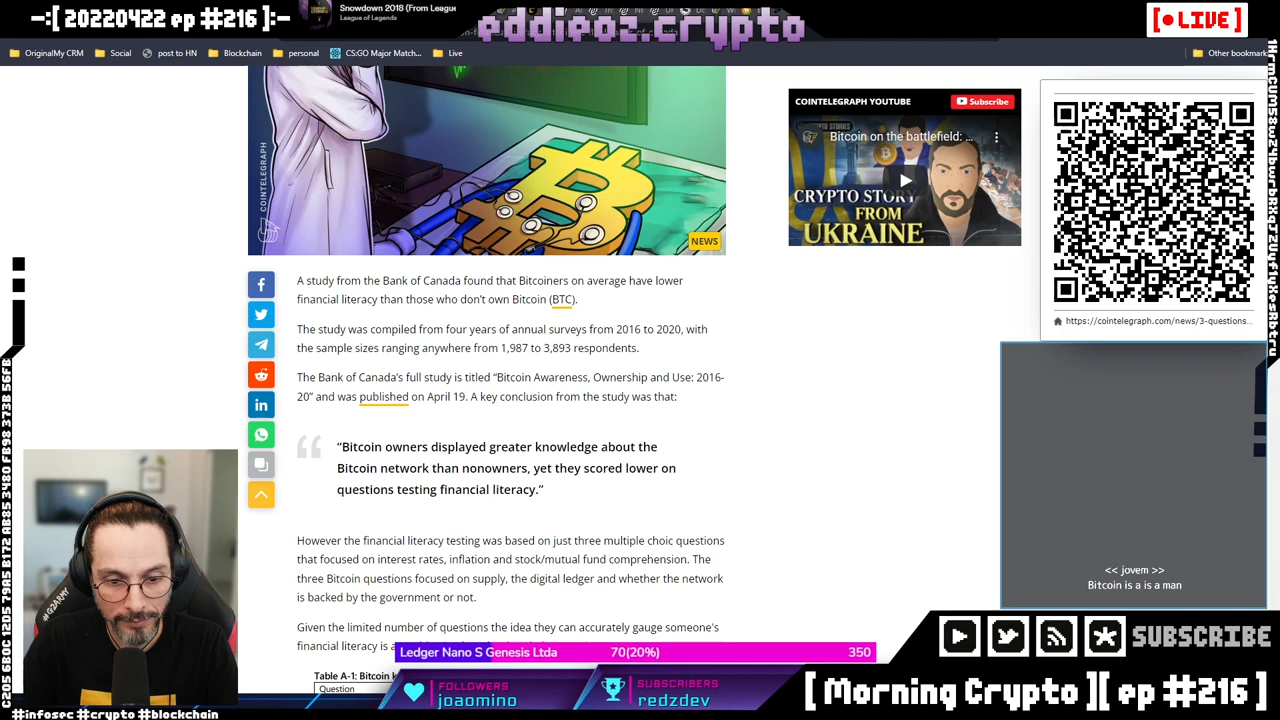 -:[ 20220422 ep #216 ]:-
Snowdown 2018 (From Leagu
League of Legends
eddieoz.crypto
[● LIVE]
OriginalMy CRM
Social
post to HN
Blockchain
personal
CS:GO Major Match...
Live
Other bookmark
COINTELEGRAPH
NEWS
COINTELEGRAPH YOUTUBE
Subscribe
Bitcoin on the battlefield: ...
CRYPTO STORY
FROM
UKRAINE
https://cointelegraph.com/news/3-questions...
A study from the Bank of Canada found that Bitcoiners on average have lower
financial literacy than those who don't own Bitcoin (BTC).
The study was compiled from four years of annual surveys from 2016 to 2020, with
the sample sizes ranging anywhere from 1,987 to 3,893 respondents.
The Bank of Canada's full study is titled “Bitcoin Awareness, Ownership and Use: 2016-
20” and was published on April 19. A key conclusion from the study was that:
“Bitcoin owners displayed greater knowledge about the
Bitcoin network than nonowners, yet they scored lower on
questions testing financial literacy.”
However the financial literacy testing was based on just three multiple choic questions
that focused on interest rates, inflation and stock/mutual fund comprehension. The
three Bitcoin questions focused on supply, the digital ledger and whether the network
is backed by the government or not.
Given the limited number of questions the idea they can accurately gauge someone's
financial literacy is a
Table A-1: Bitcoin k
Question
<< jovem >>
Bitcoin is a is a man
#G2ARMY
Ledger Nano S Genesis Ltda
70(20%)
350
FOLLOWERS
joaomino
SUBSCRIBERS
redzdev
SUBSCRIBE
[ Morning Crypto ][ ep #216 ]
#infosec #crypto #blockchain